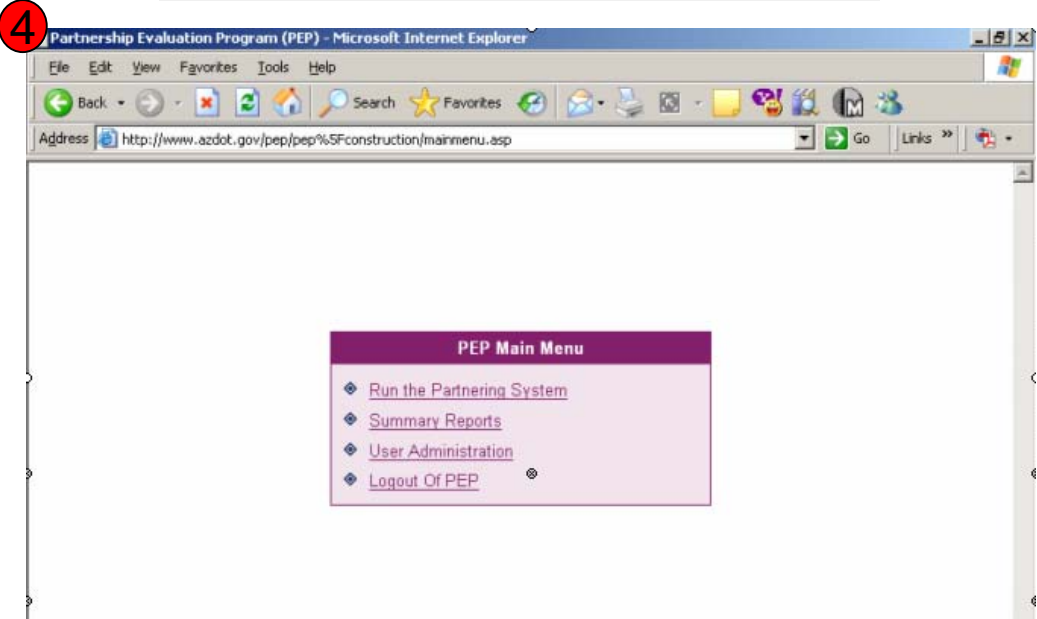 4
Partnership Evaluation Program (PEP) - Microsoft Internet Explorer
File Edit View Favorites Tools Help
Back Search Favorites
Address http://www.azdot.gov/pep/pep%5Fconstruction/mainmenu.asp Go Links »
PEP Main Menu
Run the Partnering System
Summary Reports
User Administration
Logout Of PEP